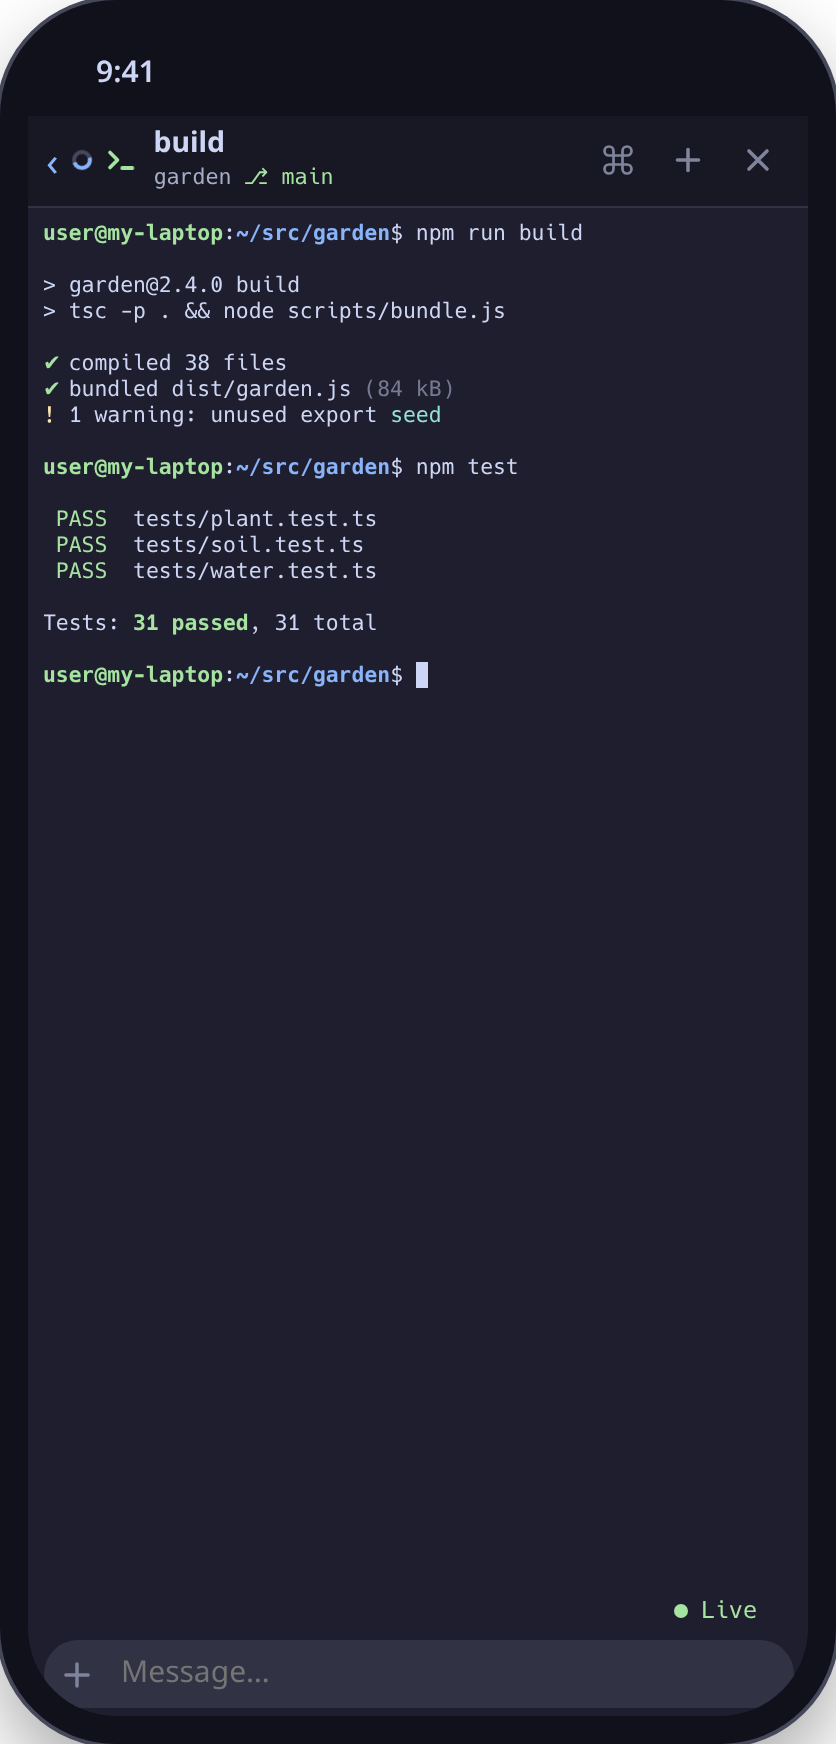 9:41
build
garden ⎇ main
user@my-laptop:~/src/garden$ npm run build
> garden@2.4.0 build
> tsc -p . && node scripts/bundle.js
✔ compiled 38 files
✔ bundled dist/garden.js (84 kB)
! 1 warning: unused export seed
user@my-laptop:~/src/garden$ npm test
PASS tests/plant.test.ts
PASS tests/soil.test.ts
PASS tests/water.test.ts
Tests: 31 passed, 31 total
user@my-laptop:~/src/garden$
Live
Message...